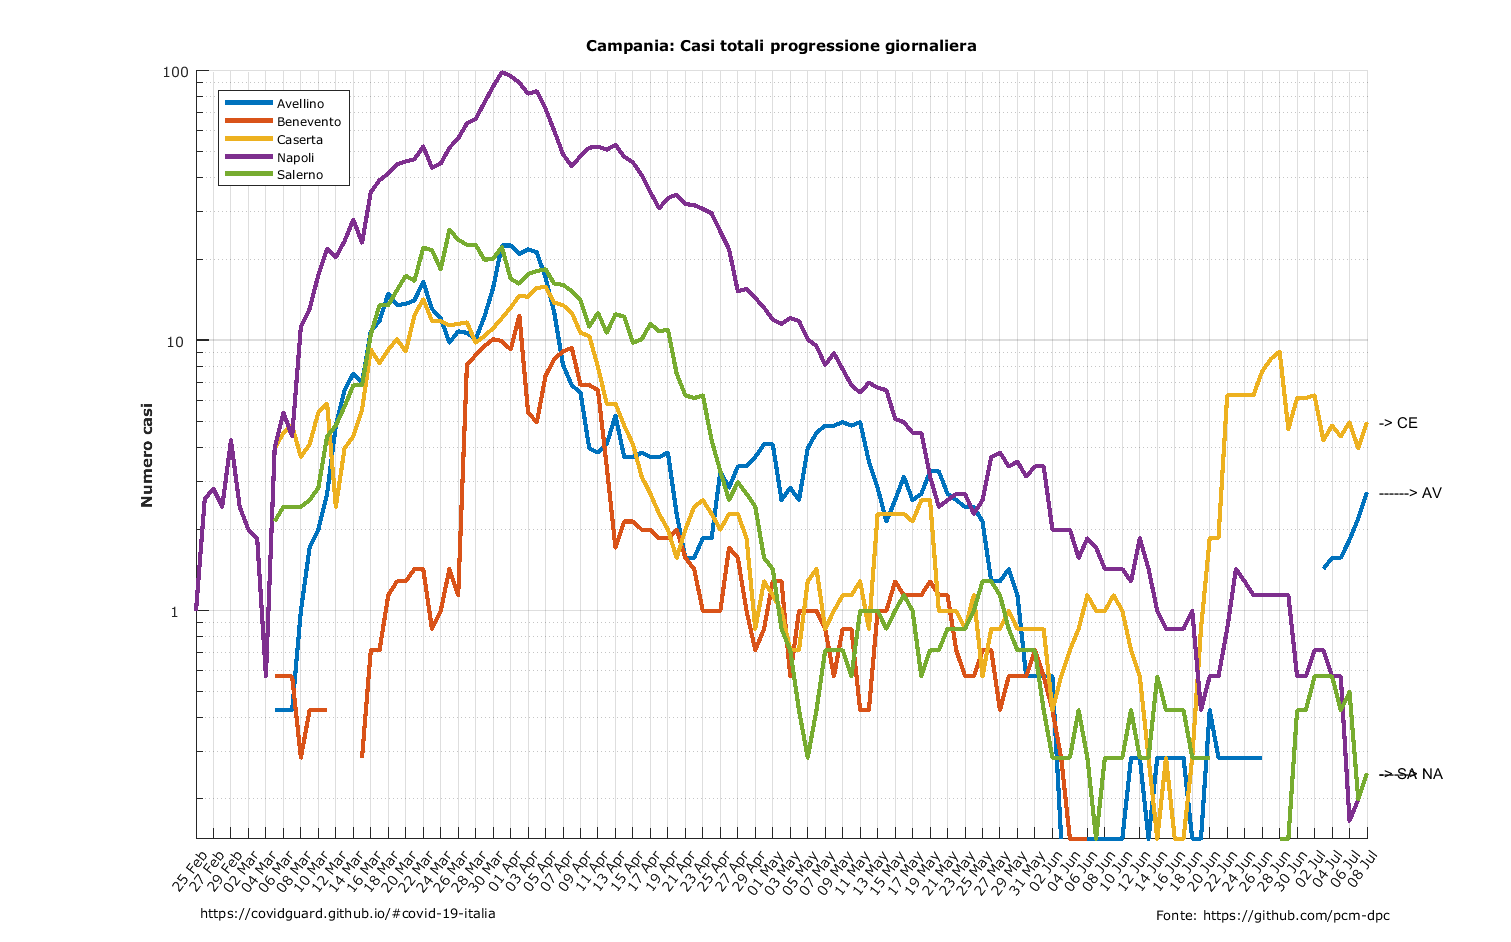 Campania: Casi totali progressione giornaliera
100
10
1
Numero casi
Avellino
Benevento
Caserta
Napoli
Salerno
-> CE
------> AV
-> SA
NA
25 Feb
27 Feb
29 Feb
02 Mar
04 Mar
06 Mar
08 Mar
10 Mar
12 Mar
14 Mar
16 Mar
18 Mar
20 Mar
22 Mar
24 Mar
26 Mar
28 Mar
30 Mar
01 Apr
03 Apr
05 Apr
07 Apr
09 Apr
11 Apr
13 Apr
15 Apr
17 Apr
19 Apr
21 Apr
23 Apr
25 Apr
27 Apr
29 Apr
01 May
03 May
05 May
07 May
09 May
11 May
13 May
15 May
17 May
19 May
21 May
23 May
25 May
27 May
29 May
31 May
02 Jun
04 Jun
06 Jun
08 Jun
10 Jun
12 Jun
14 Jun
16 Jun
18 Jun
20 Jun
22 Jun
24 Jun
26 Jun
28 Jun
30 Jun
02 Jul
04 Jul
06 Jul
08 Jul
https://covidguard.github.io/#covid-19-italia
Fonte: https://github.com/pcm-dpc